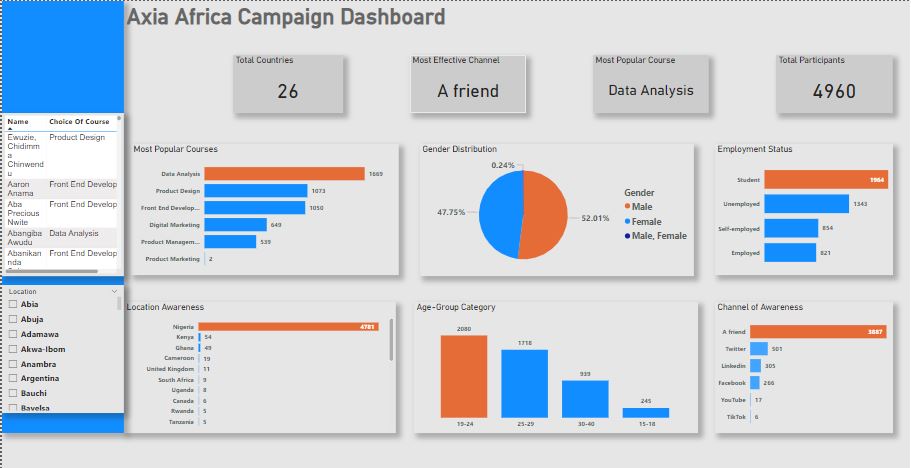 Axia Africa Campaign Dashboard
Total Countries
26
Most Effective Channel
A friend
Most Popular Course
Data Analysis
Total Participants
4960
Name Choice Of Course
Ewuzie, Product Design
Chidimm
a
Chinwend
u
Aaron Front End Develop
Anama
Aba Front End Develop
Precious
Nwite
Abangiba Data Analysis
Awudu
Abanikan Front End Develop
nda
Location
Abia
Abuja
Adamawa
Akwa-Ibom
Anambra
Argentina
Bauchi
Bayelsa
Most Popular Courses
Data Analysis 1669
Product Design 1073
Front End Develop... 1050
Digital Marketing 649
Product Managem... 539
Product Marketing 2
Gender Distribution
0.24%
47.75%
52.01%
Gender
Male
Female
Male, Female
Employment Status
Student 1964
Unemployed 1343
Self-employed 854
Employed 821
Location Awareness
Nigeria 4781
Kenya 54
Ghana 49
Cameroon 19
United Kingdom 11
South Africa 9
Uganda 8
Canada 6
Rwanda 5
Tanzania 5
Age-Group Category
2080
1718
939
245
19-24 25-29 30-40 15-18
Channel of Awareness
A friend 3887
Twitter 501
Linkedin 305
Facebook 266
YouTube 17
TikTok 6